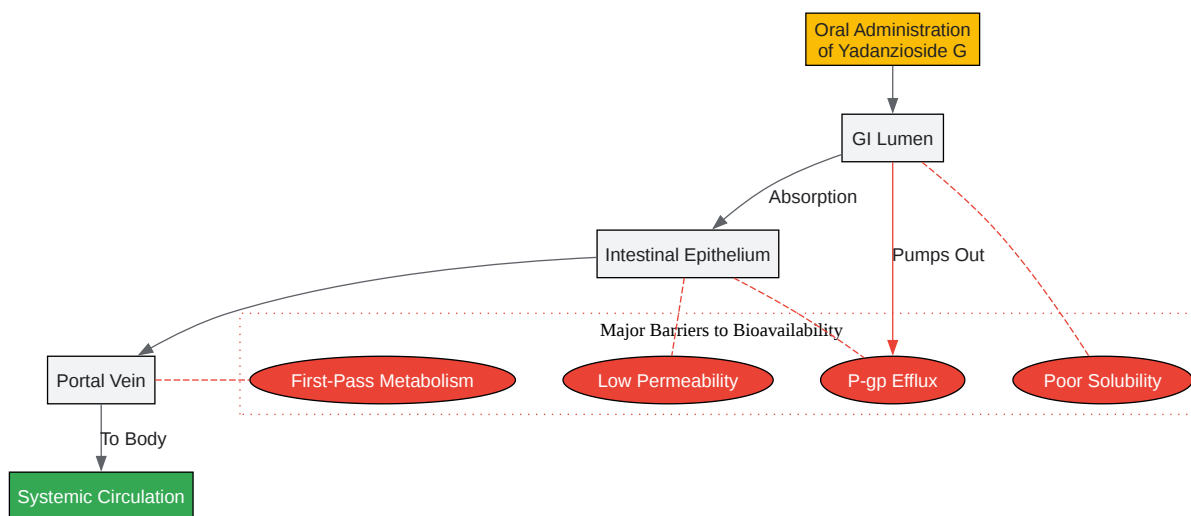 Oral Administration
of Yadanzioside G
GI Lumen
Absorption
Intestinal Epithelium
Pumps Out
Major Barriers to Bioavailability
Portal Vein
First-Pass Metabolism
Low Permeability
P-gp Efflux
Poor Solubility
To Body
Systemic Circulation